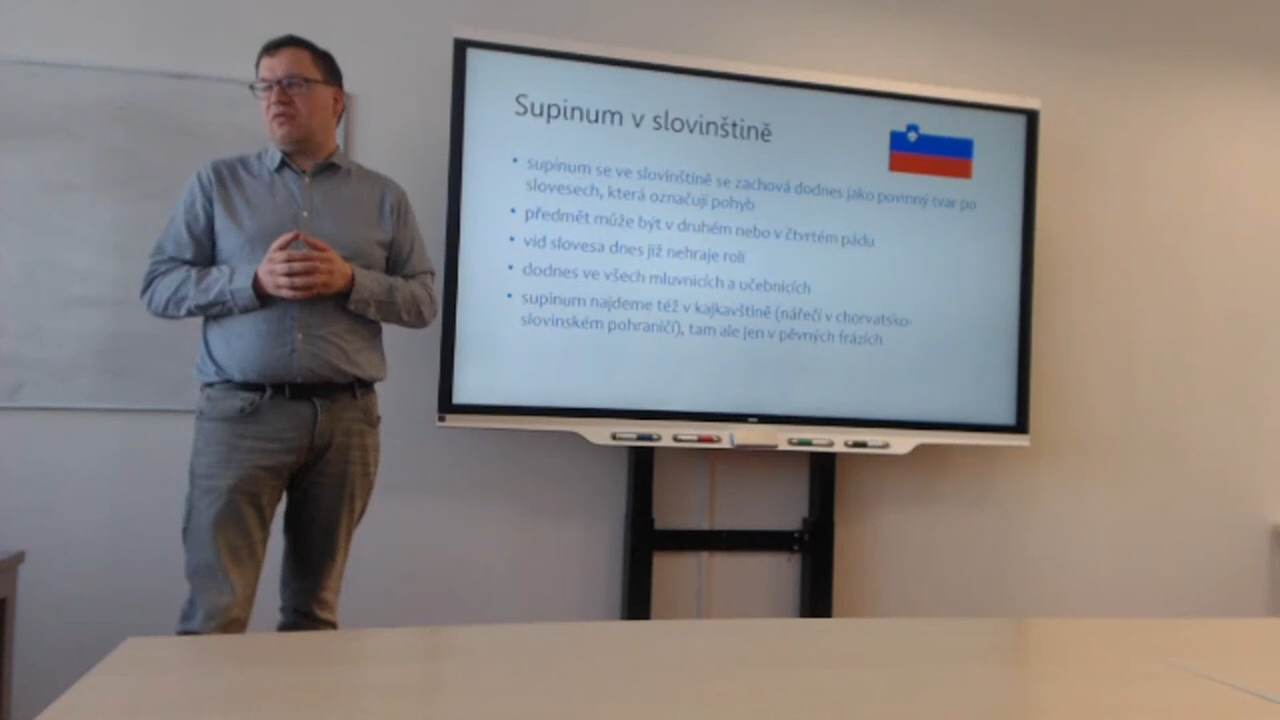 Supinum v slovinštině
• supinum se ve slovinštině se zachová dodnes jako povinný tvar po
slovesech, která označují pohyb
• předmět může být v druhém nebo v čtvrtém pádu
• vid slovesa dnes již nehraje roli
• dodnes ve všech mluvnicích a učebnicích
• supinum najdeme též v kajkavštině (nářečí v chorvatsko-
slovinském pohraničí), tam ale jen v pěvných frázích